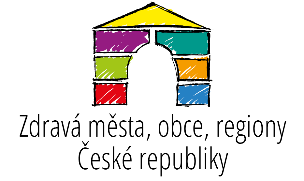 Zdravá města, obce, regiony
České republiky